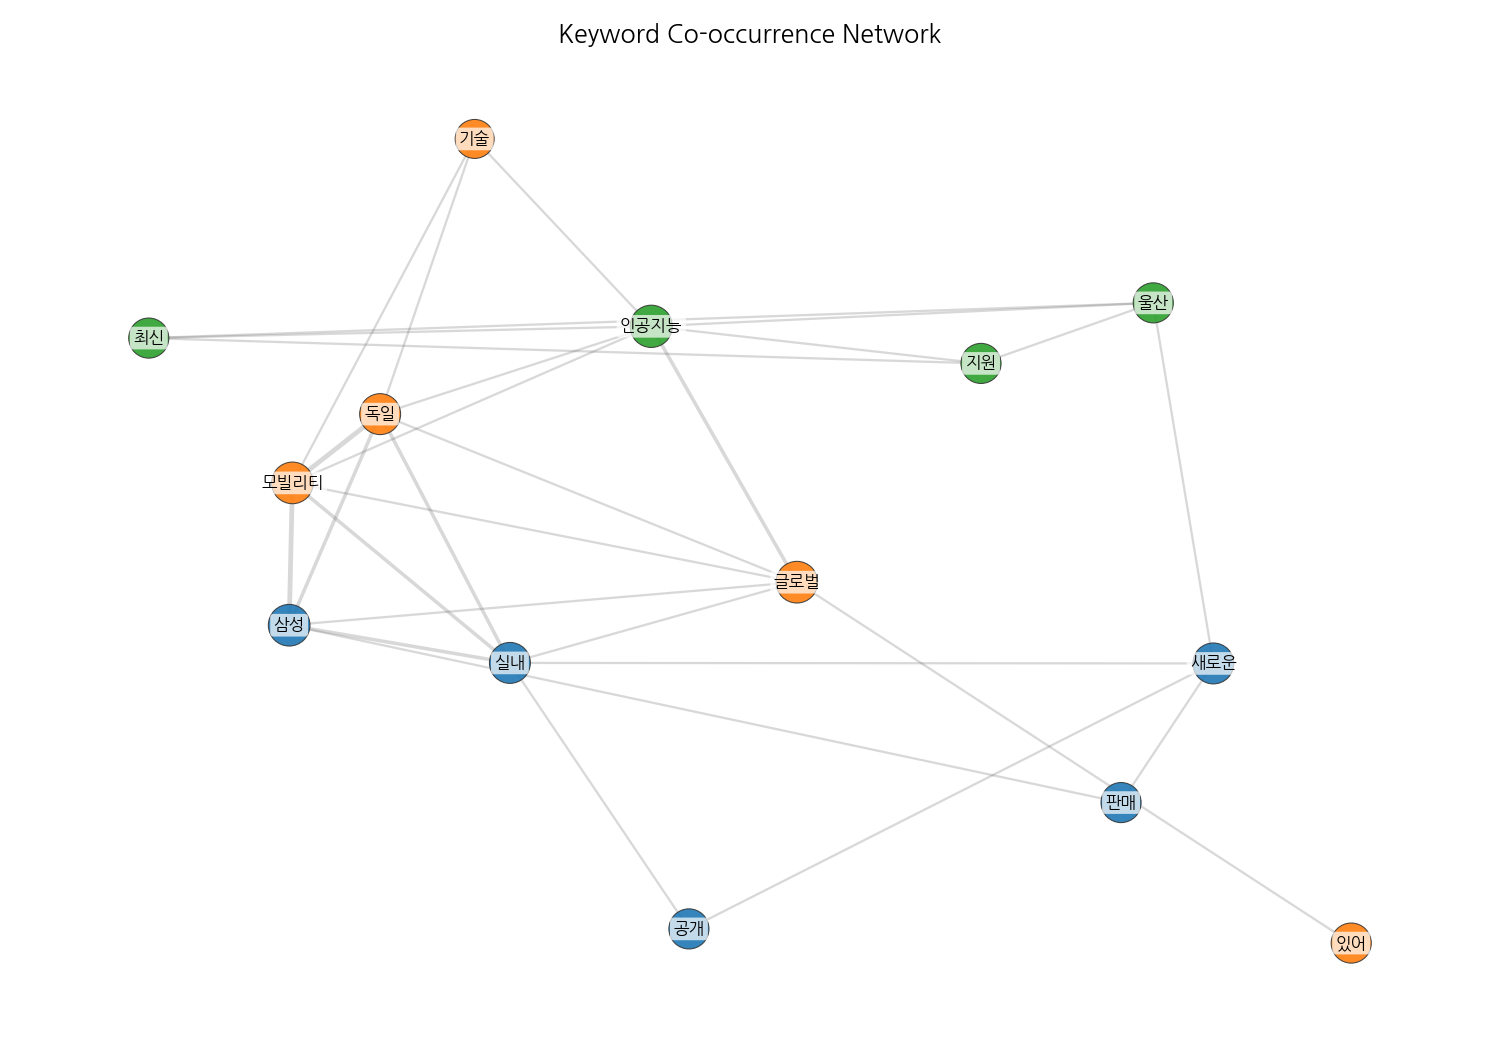 Keyword Co-occurrence Network
기술
울산
인공지능
최신
지원
독일
모빌리티
글로벌
삼성
실내
새로운
판매
공개
있어